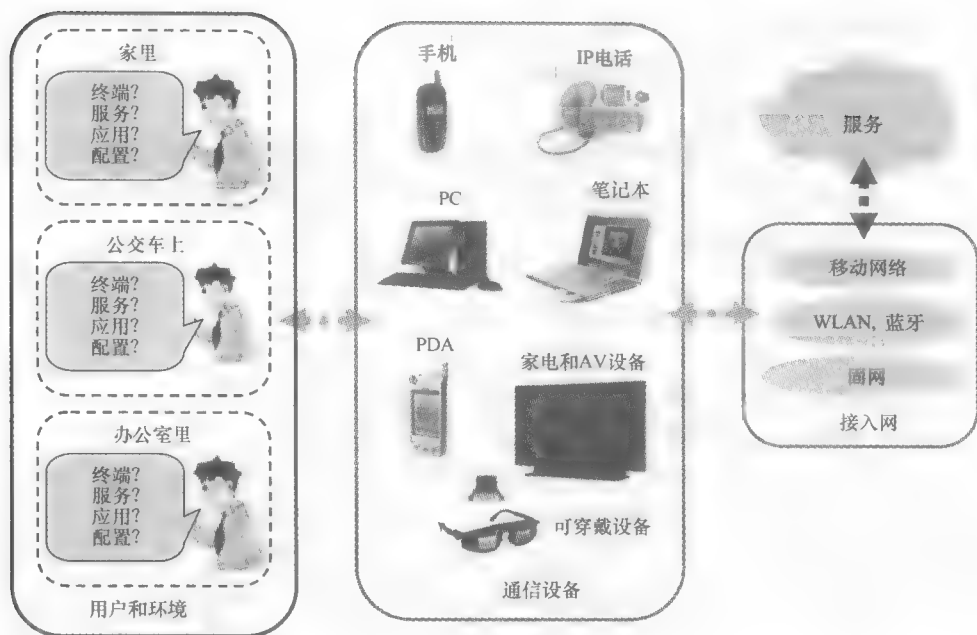 家里
终端?
服务?
应用?
配置?
公交车上
终端?
服务?
应用?
配置?
办公室里
终端?
服务?
应用?
配置?
用户和环境
手机
IP电话
PC
笔记本
PDA
家电和AV设备
可穿戴设备
通信设备
服务
移动网络
WLAN, 蓝牙
固网
接入网